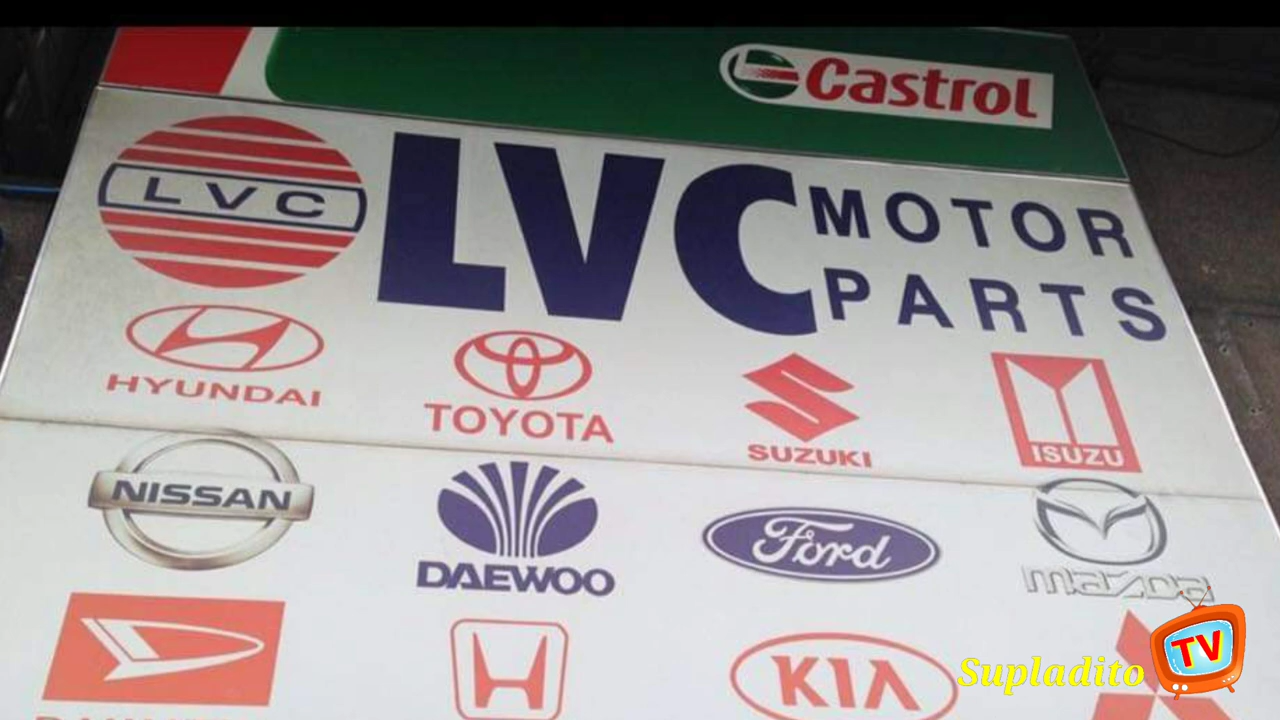 Castrol
LVC
LVC MOTOR PARTS
HYUNDAI
TOYOTA
SUZUKI
ISUZU
NISSAN
DAEWOO
Ford
mazda
KIA
Supladito TV